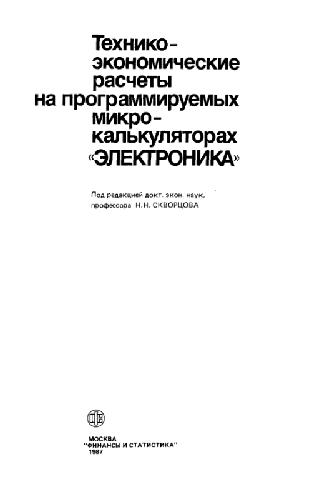 Технико-
экономические
расчеты
на программируемых
микро-
калькуляторах
«ЭЛЕКТРОНИКА»
Под редакцией докт. экон. наук,
профессора Н.Н. СКВОРЦОВА
МОСКВА
"ФИНАНСЫ И СТАТИСТИКА"
1987